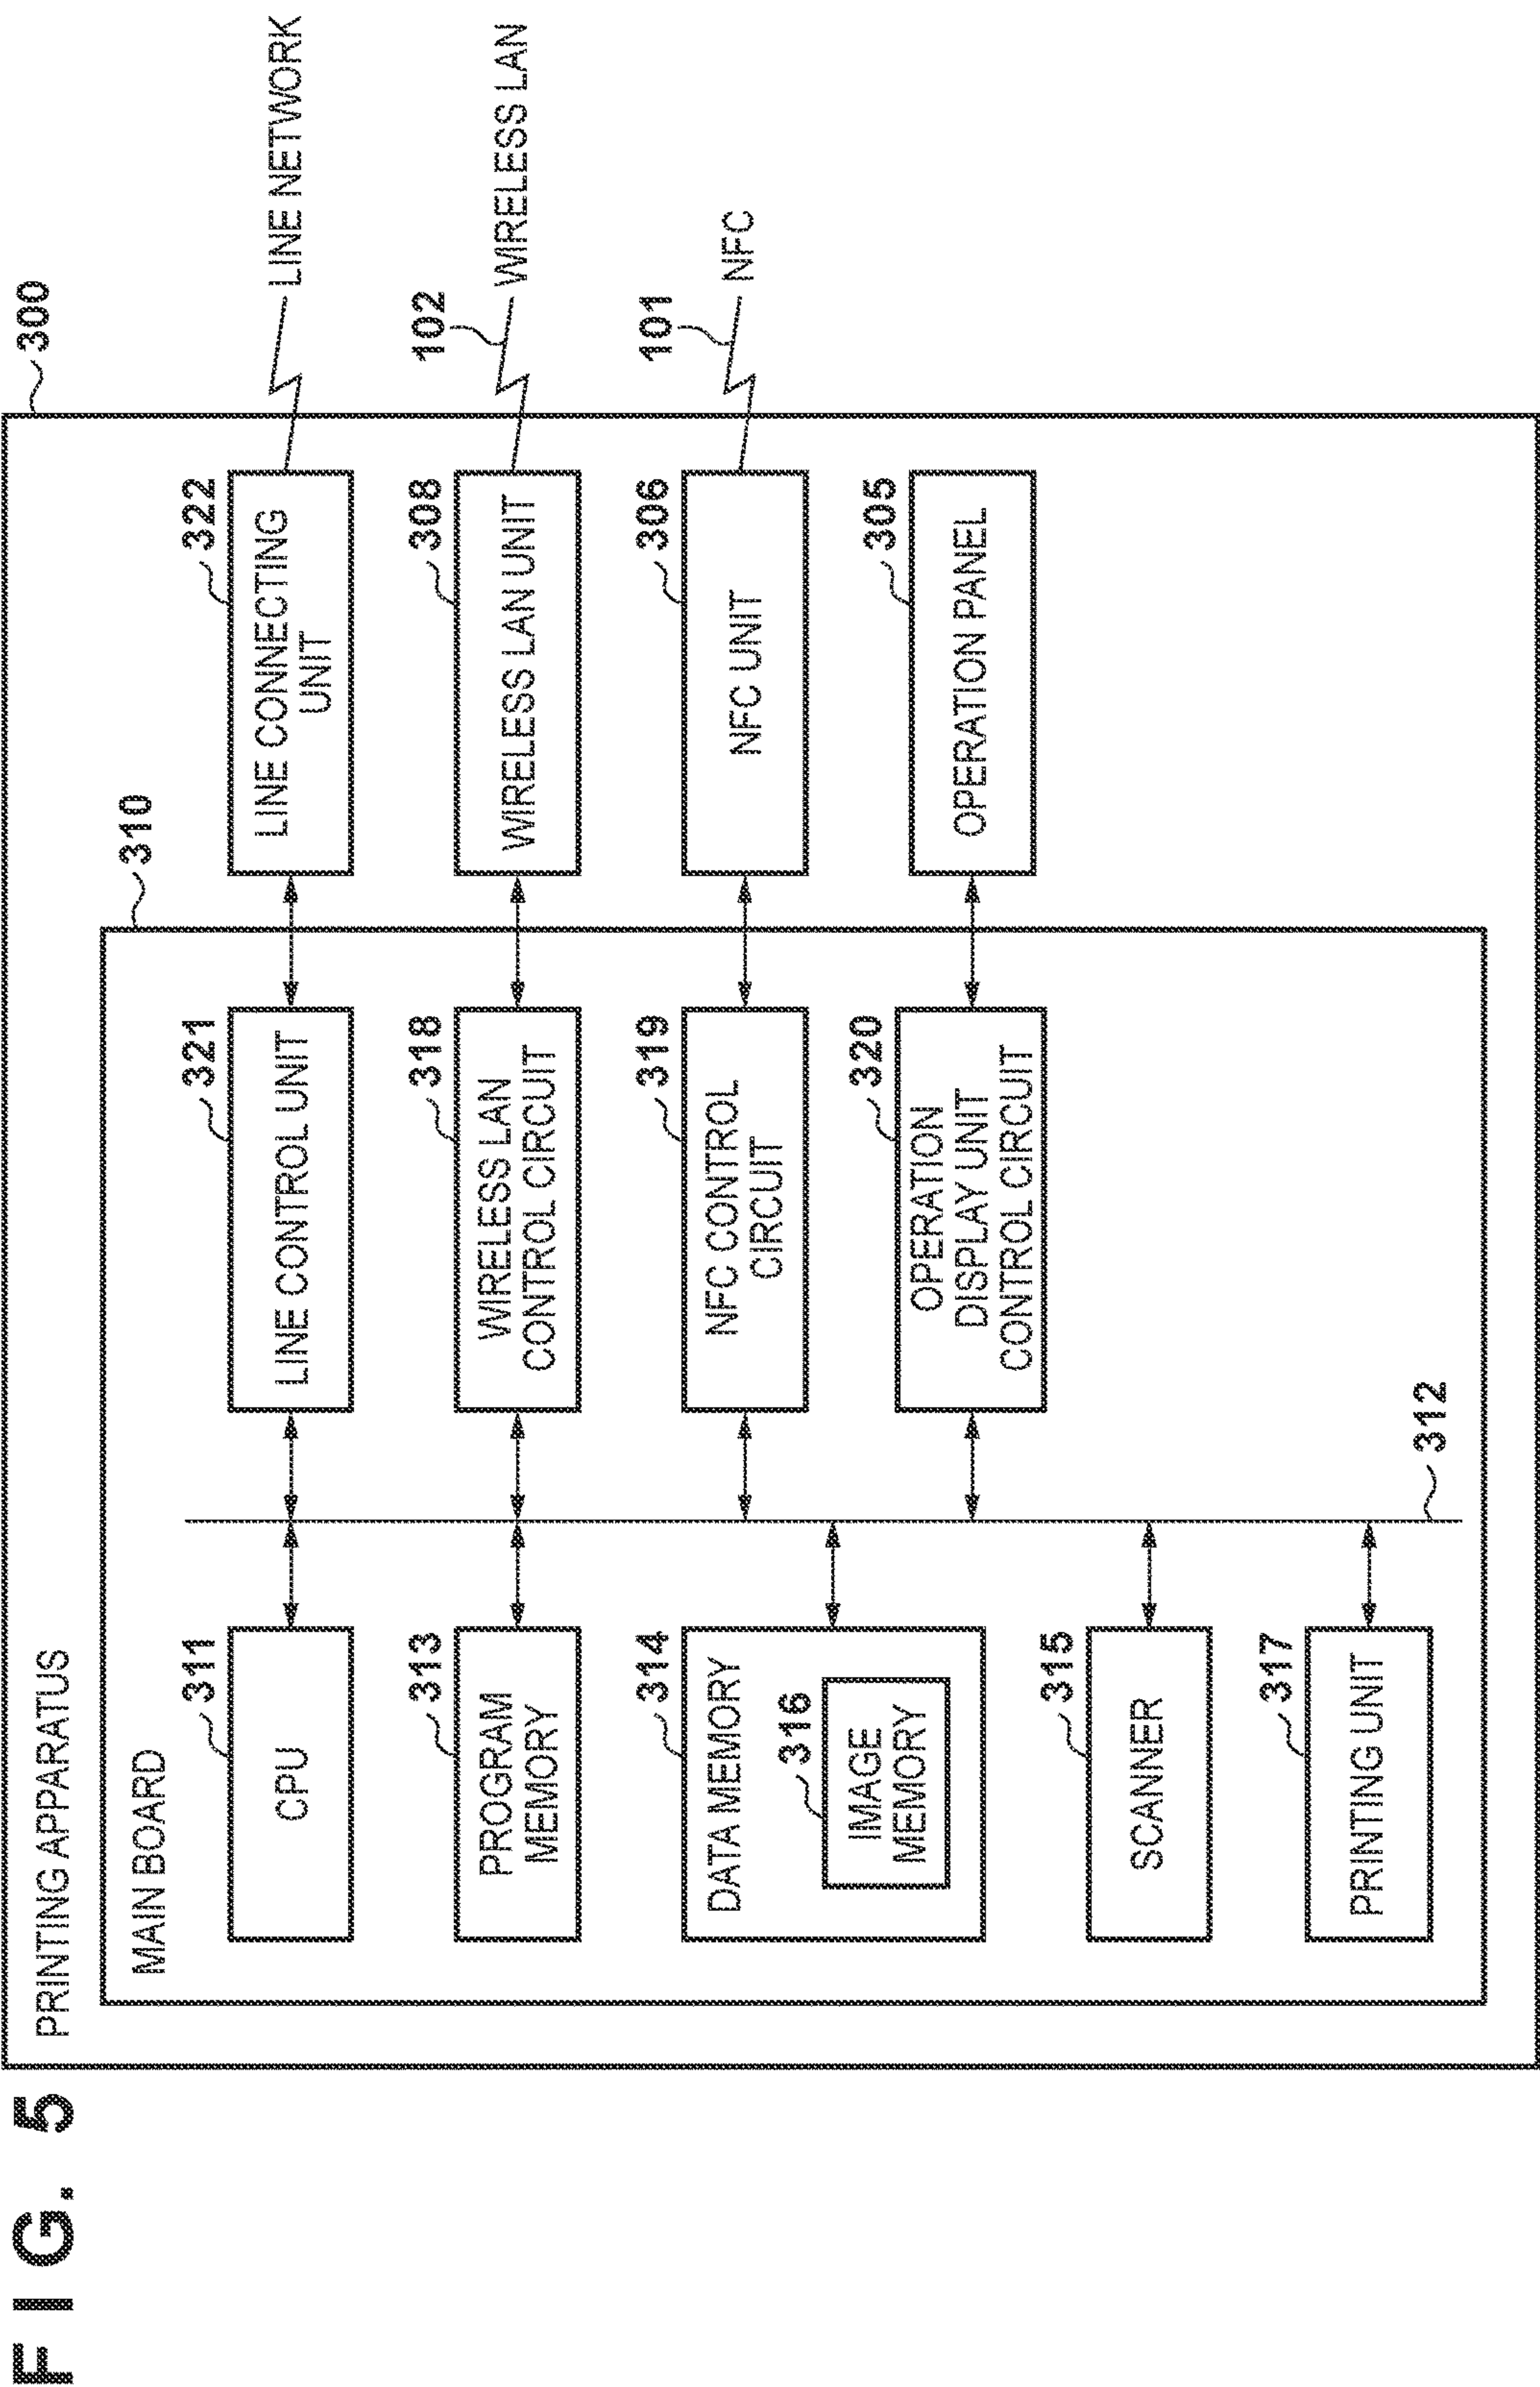 FIG. 5
PRINTING APPARATUS
300
MAIN BOARD
310
311
CPU
321
LINE CONTROL UNIT
322
LINE CONNECTING
UNIT
LINE NETWORK
313
PROGRAM
MEMORY
318
WIRELESS LAN
CONTROL CIRCUIT
308
WIRELESS LAN UNIT
102
WIRELESS LAN
314
DATA MEMORY
316
IMAGE
MEMORY
319
NFC CONTROL
CIRCUIT
306
NFC UNIT
101
NFC
320
OPERATION
DISPLAY UNIT
CONTROL CIRCUIT
305
OPERATION PANEL
315
SCANNER
317
PRINTING UNIT
312